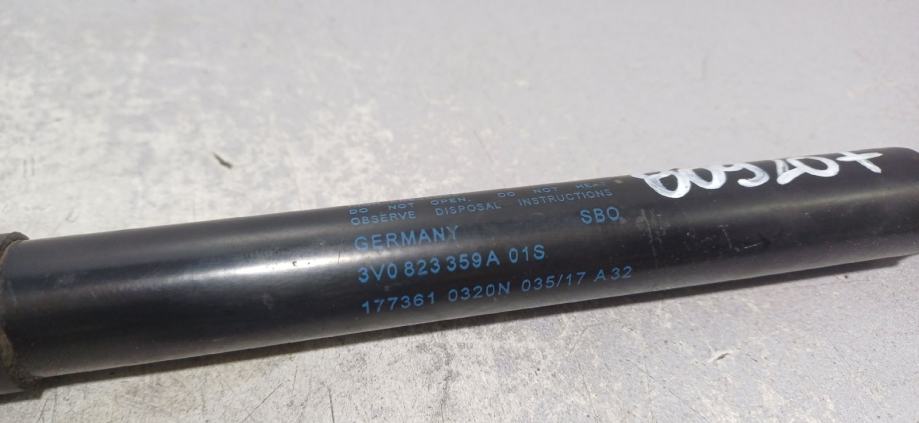 DO NOT OPEN. DO NOT HEAT
OBSERVE DISPOSAL INSTRUCTIONS
GERMANY SBO
3V0 823 359 A 01S
177361 0320N 035/17 A32